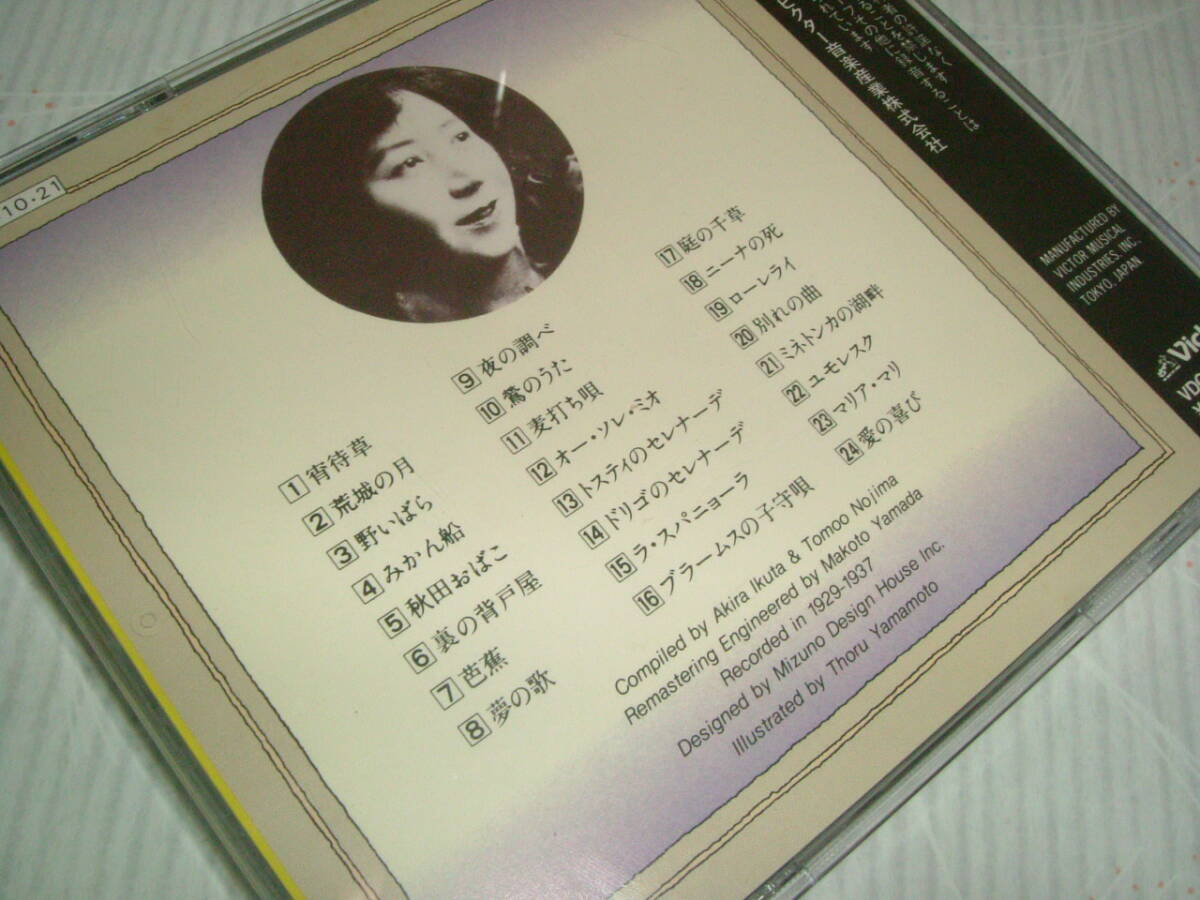 10・21
1 宵待草
2 荒城の月
3 野いばら
4 みかん船
5 秋田おばこ
6 裏の背戸屋
7 芭蕉
8 夢の歌
9 夜の調べ
10 鶯のうた
11 麦打ち唄
12 オー・ソレ・ミオ
13 トスティのセレナーデ
14 ドリゴのセレナーデ
15 ラ・スパニョーラ
16 ブラームスの子守唄
17 庭の千草
18 ニーナの死
19 ローレライ
20 別れの曲
21 ミネトンカの湖畔
22 ユモレスク
23 マリア・マリ
24 愛の喜び
Compiled by Akira Ikuta & Tomoo Nojima
Remastering Engineered by Makoto Yamada
Recorded in 1929-1937
Designed by Mizuno Design House Inc.
Illustrated by Thoru Yamamoto
ビクター音楽産業株式会社
MANUFACTURED BY
VICTOR MUSICAL
INDUSTRIES, INC.
TOKYO, JAPAN